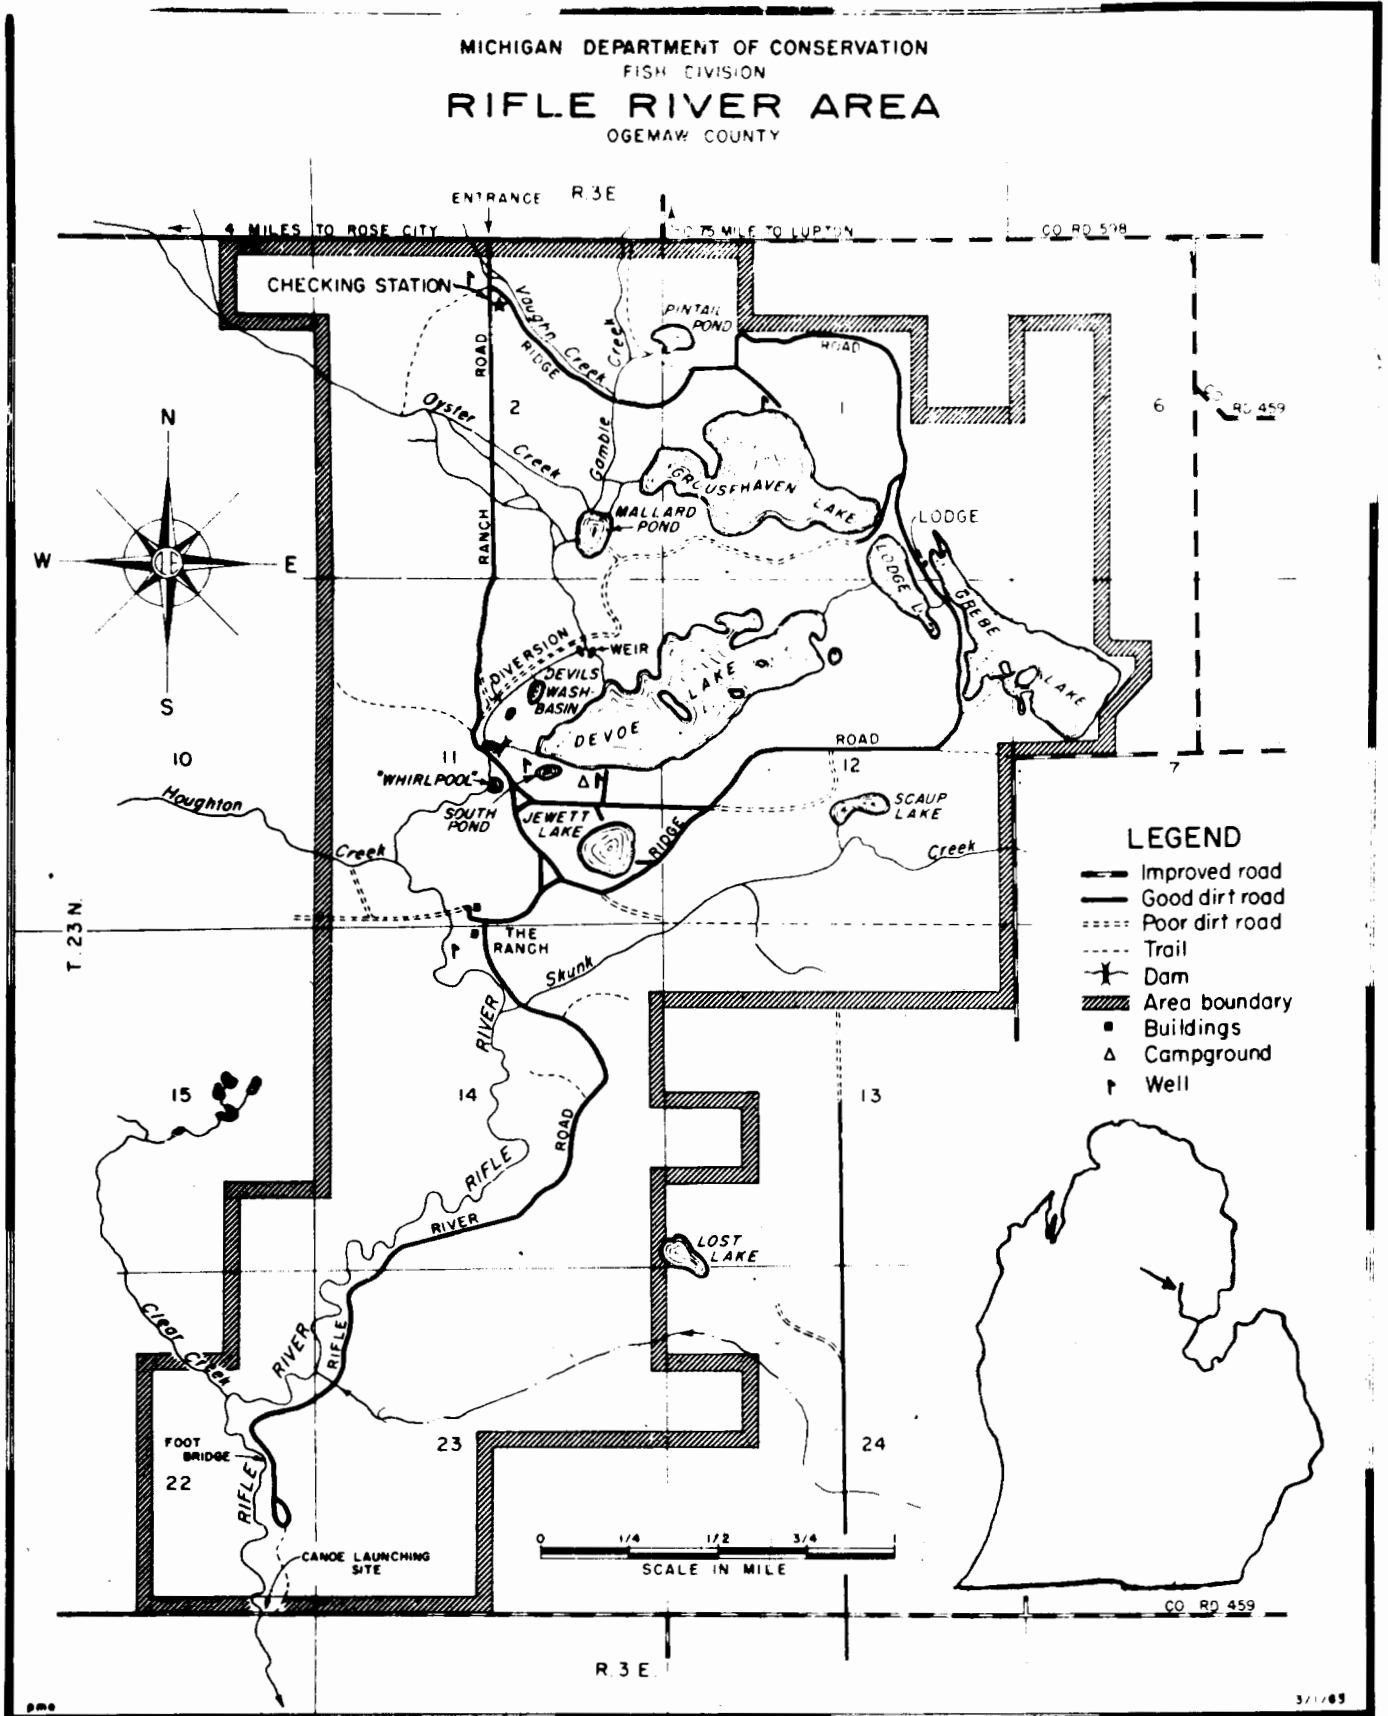 MICHIGAN DEPARTMENT OF CONSERVATION
FISH DIVISION
RIFLE RIVER AREA
OGEMAW COUNTY
ENTRANCE
R. 3 E
4 MILES TO ROSE CITY
0.75 MILE TO LUPTON
CO RD 598
CHECKING STATION
Vaughn Creek
Creek
PINTAIL
POND
ROAD
ROAD
RIDGE
2
1
6
CO
RD 459
Oyster
Creek
Gamble
N
GROUSEHAVEN
LAKE
MALLARD
POND
LODGE
RANCH
W
E
LODGE L.
GREBE
LAKE
DIVERSION
WEIR
DEVILS
WASH-
BASIN
LAKE
DEVOE
S
10
11
ROAD
12
7
"WHIRLPOOL"
Houghton
SOUTH
POND
JEWETT
LAKE
SCAUP
LAKE
RIDGE
Creek
Creek
LEGEND
Improved road
Good dirt road
Poor dirt road
Trail
Dam
Area boundary
Buildings
Campground
Well
T. 23 N.
THE
RANCH
Skunk
RIVER
15
14
13
ROAD
RIFLE
RIVER
LOST
LAKE
Clear Creek
RIVER
RIFLE
FOOT
BRIDGE
23
24
22
RIFLE
0 1/4 1/2 3/4 1
SCALE IN MILE
CANOE LAUNCHING
SITE
CO RD 459
R. 3 E.
pmo